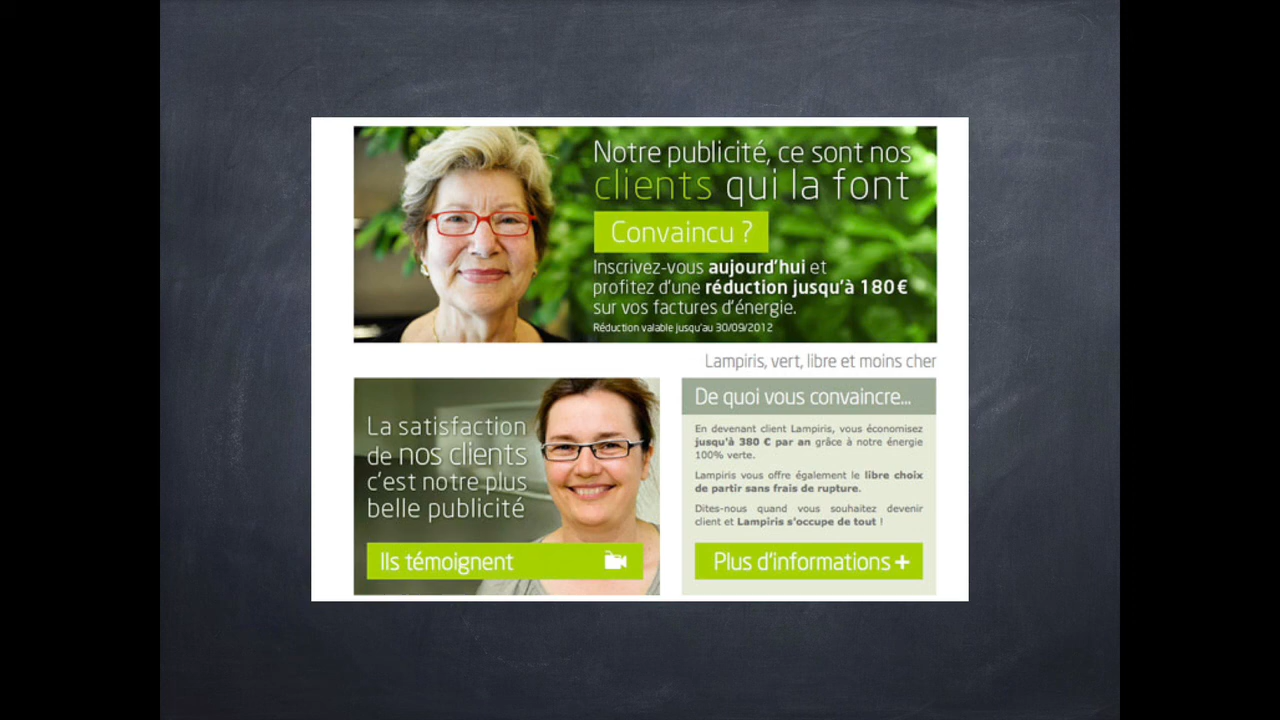 Notre publicité, ce sont nos
clients qui la font
Convaincu ?
Inscrivez-vous aujourd'hui et
profitez d'une réduction jusqu'à 180 €
sur vos factures d'énergie.
Réduction valable jusqu'au 30/09/2012
Lampiris, vert, libre et moins cher
La satisfaction
de nos clients
c'est notre plus
belle publicité
Ils témoignent
De quoi vous convaincre...
En devenant client Lampiris, vous économisez
jusqu'à 380 € par an grâce à notre énergie
100% verte.
Lampiris vous offre également le libre choix
de partir sans frais de rupture.
Dites-nous quand vous souhaitez devenir
client et Lampiris s'occupe de tout !
Plus d'informations +